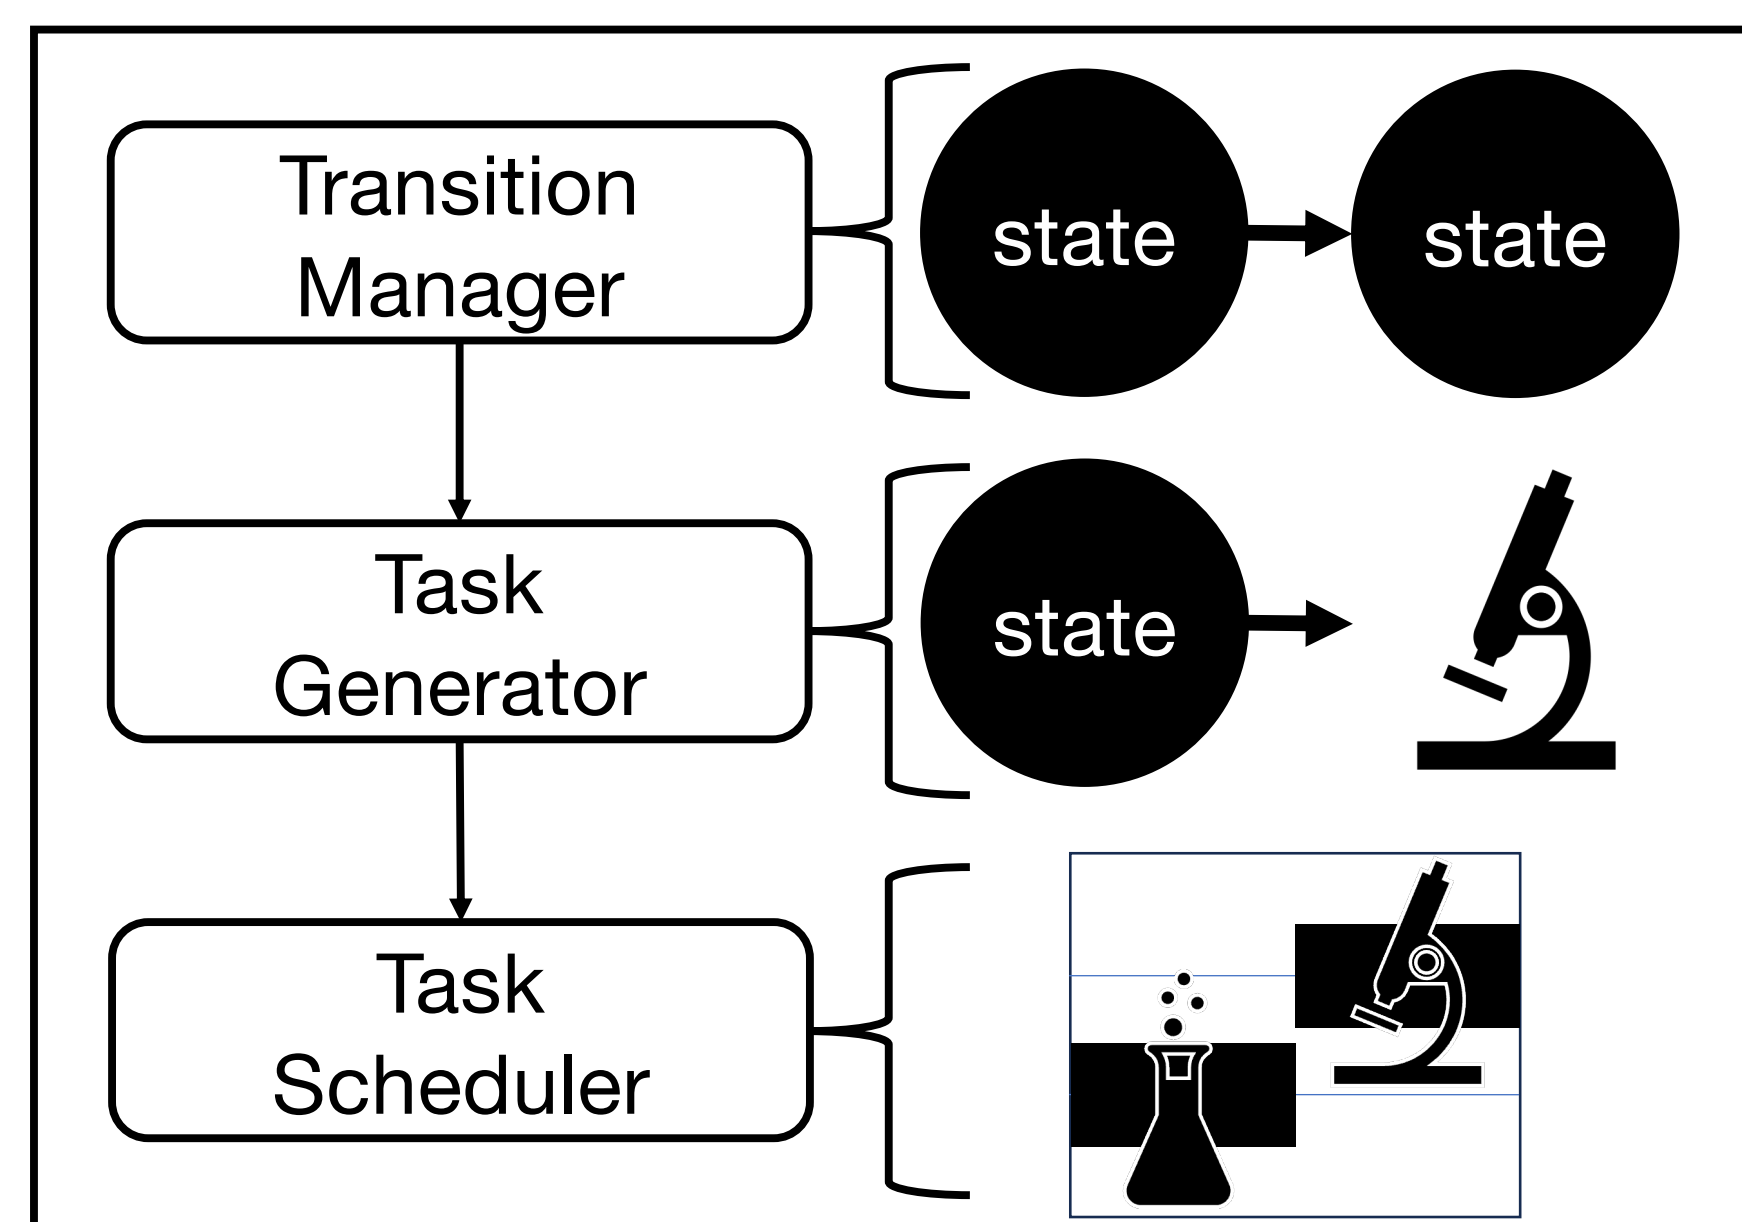 Transition
Manager
state
state
Task
Generator
state
Task
Scheduler